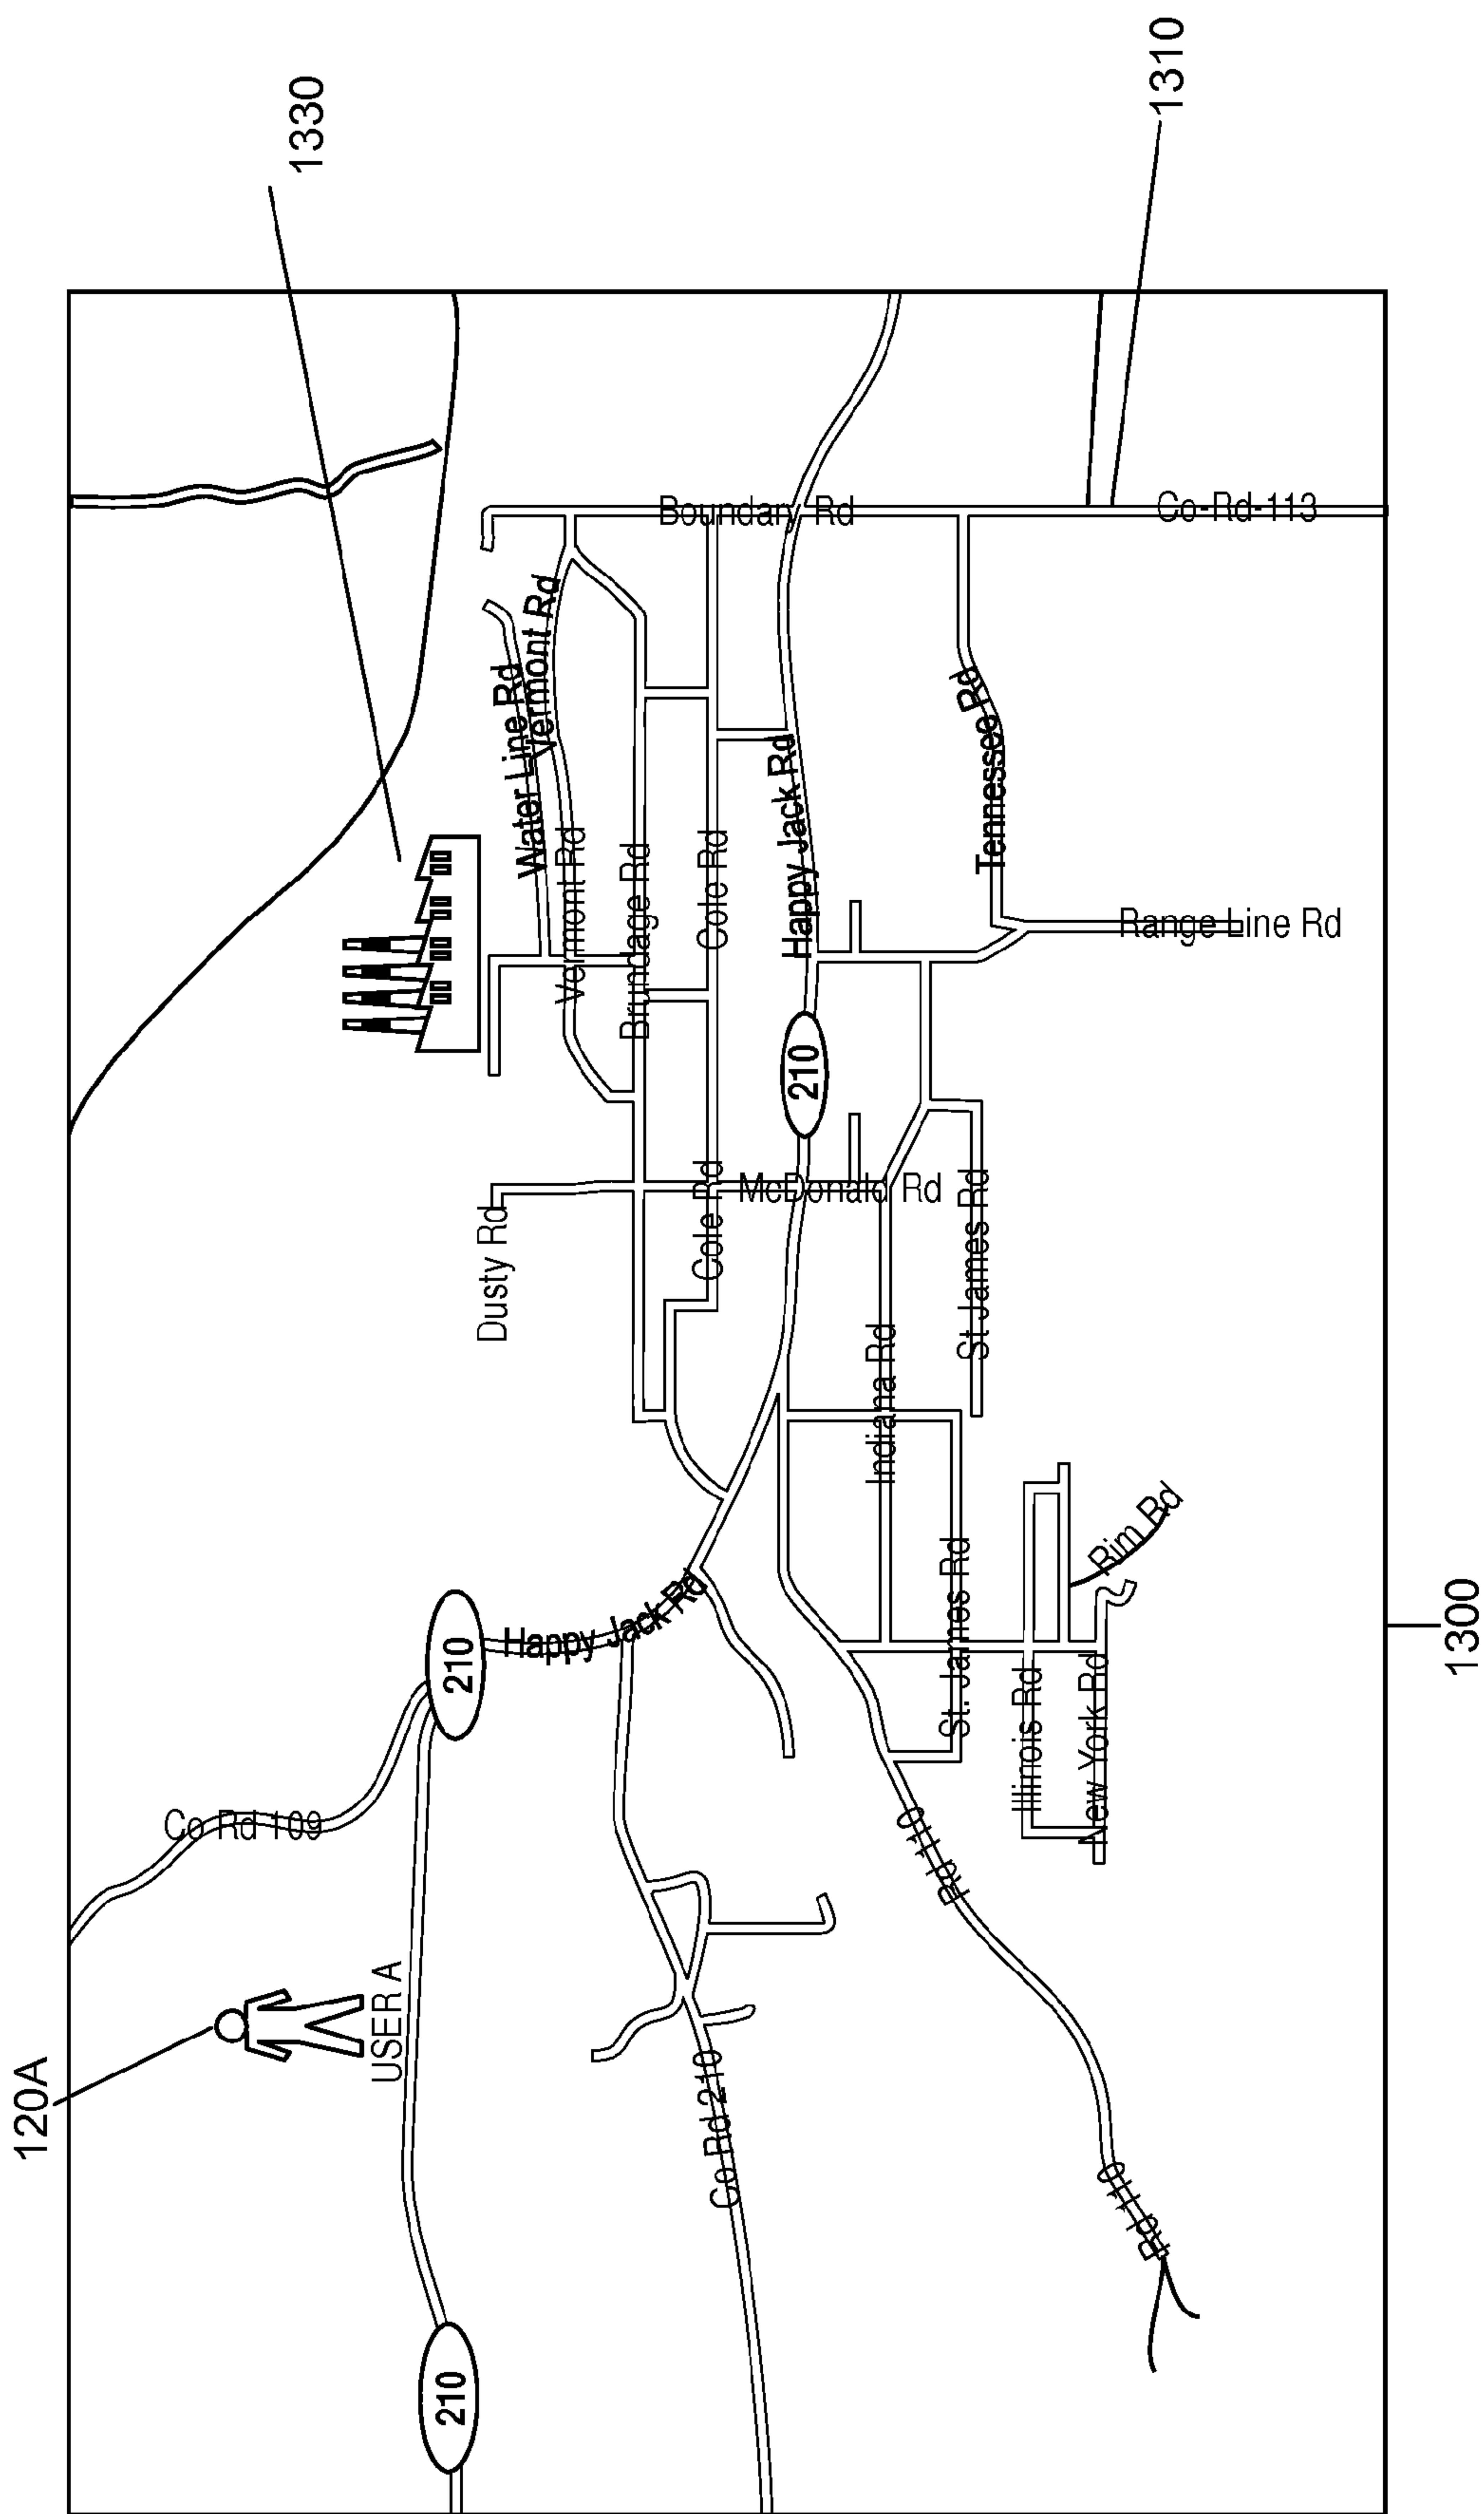 120A
1330
1310
USER A
Co Rd 109
210
210
210
Happy Jack Rd
Happy Jack Rd
Water Line Rd
Vermont Rd
Vermont Rd
Brundage Rd
Cole Rd
Cole Rd
Dusty Rd
McDonald Rd
Boundary Rd
Co-Rd-113
Tennessee Rd
Range Line Rd
St James Rd
Indiana Rd
St. James Rd
Illinois Rd
New York Rd
Rim Rd
Co Rd 210
Orr Rd
Orr Rd
1300